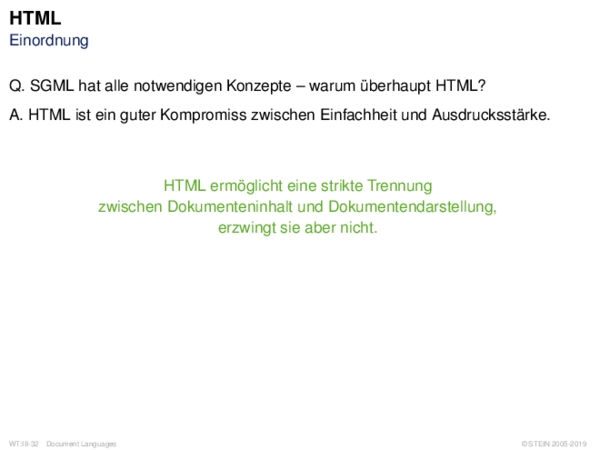 HTML
Einordnung
Q. SGML hat alle notwendigen Konzepte – warum überhaupt HTML?
A. HTML ist ein guter Kompromiss zwischen Einfachheit und Ausdrucksstärke.
HTML ermöglicht eine strikte Trennung
zwischen Dokumenteninhalt und Dokumentendarstellung,
erzwingt sie aber nicht.
WT:III-32 Document Languages
© STEIN 2005-2019